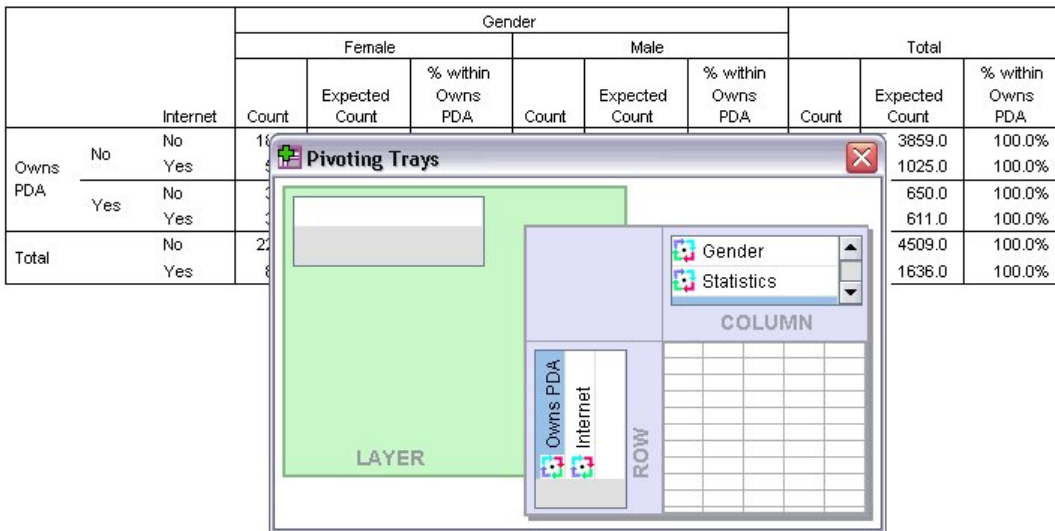 Gender
Female Male Total
Internet Count Expected Count % within Owns PDA Count Expected Count % within Owns PDA Count Expected Count % within Owns PDA
Owns PDA No No 3859.0 100.0%
Yes 1025.0 100.0%
Yes No 650.0 100.0%
Yes 611.0 100.0%
Total No 4509.0 100.0%
Yes 1636.0 100.0%
Pivoting Trays
Gender
Statistics
COLUMN
Owns PDA
Internet
ROW
LAYER